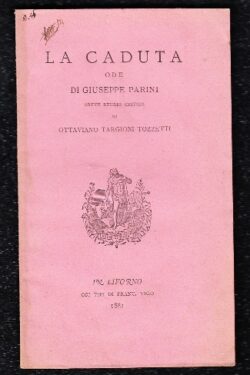 LA CADUTA
ODE
DI GIUSEPPE PARINI
BREVE STUDIO CRITICO
DI
OTTAVIANO TARGIONI TOZZETTI
IN LIVORNO
COI TIPI DI FRANC. VIGO
1881